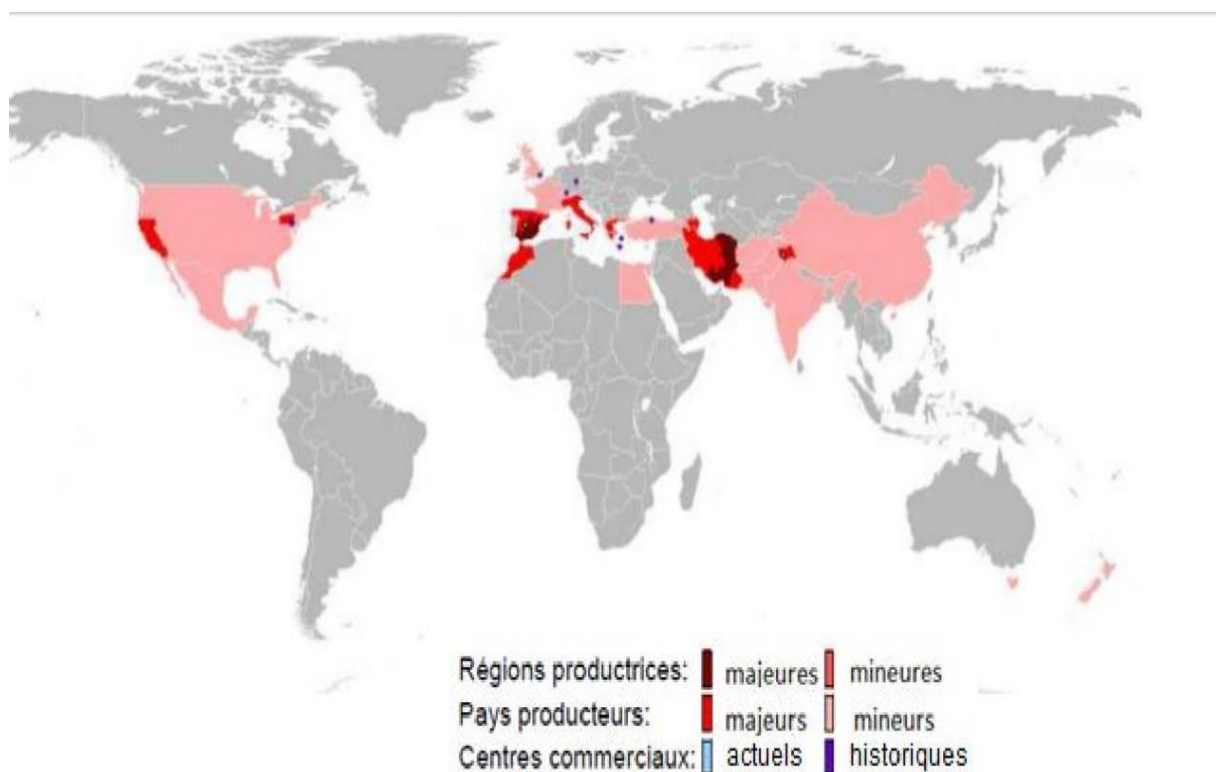 Régions productrices: majeures mineures
Pays producteurs: majeurs mineurs
Centres commerciaux: actuels historiques